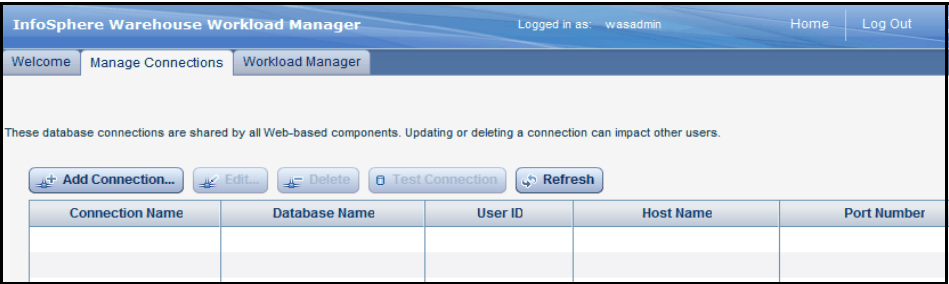 InfoSphere Warehouse Workload Manager Logged in as: wasadmin Home Log Out
Welcome Manage Connections Workload Manager
These database connections are shared by all Web-based components. Updating or deleting a connection can impact other users.
Add Connection... Edit... Delete Test Connection Refresh
Connection Name Database Name User ID Host Name Port Number